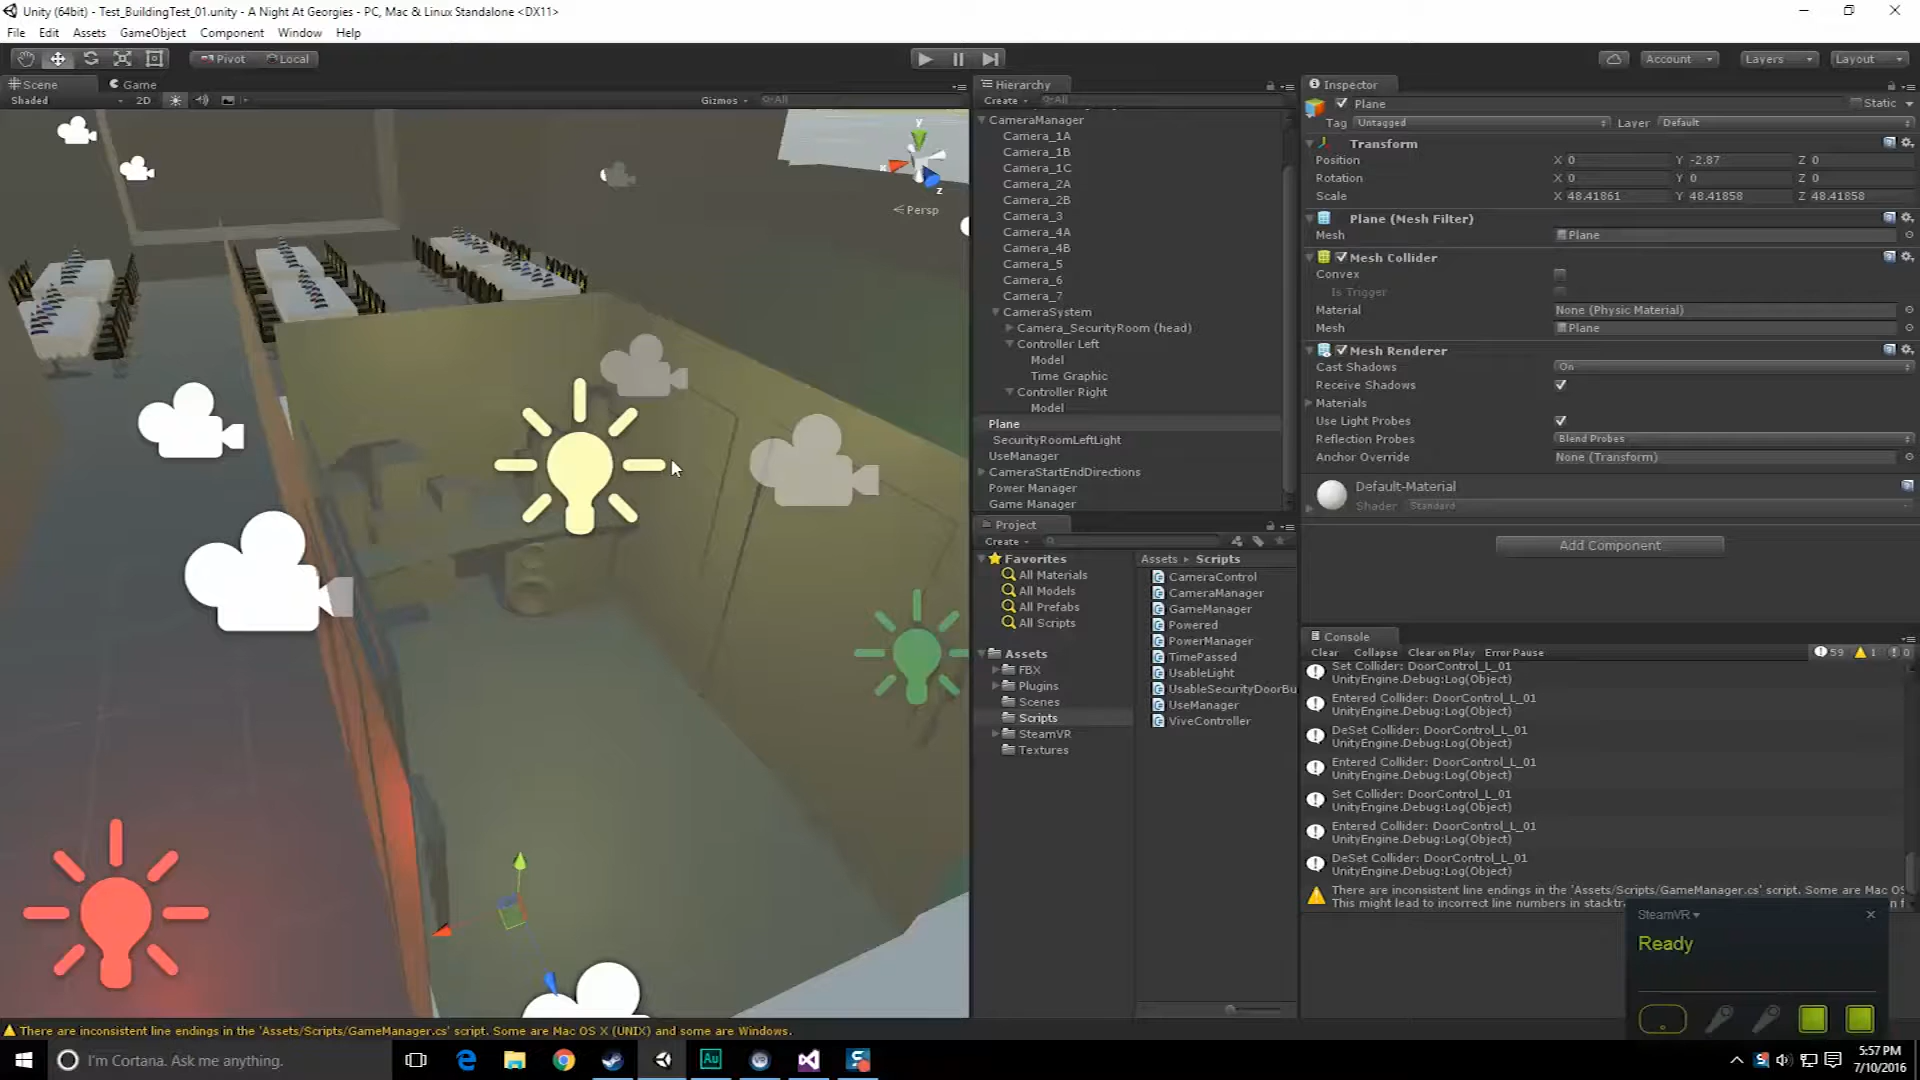 Unity (64bit) - Test_BuildingTest_01.unity - A Night At Georgies - PC, Mac & Linux Standalone <DX11>
File Edit Assets GameObject Component Window Help
Pivot Local Account Layers Layout
Scene Game
Shaded 2D Gizmos All
y
x
z
Persp
Hierarchy
Create All
CameraManager
Camera_1A
Camera_1B
Camera_1C
Camera_2A
Camera_2B
Camera_3
Camera_4A
Camera_4B
Camera_5
Camera_6
Camera_7
CameraSystem
Camera_SecurityRoom (head)
Controller Left
Model
Time Graphic
Controller Right
Model
Plane
SecurityRoomLeftLight
UseManager
CameraStartEndDirections
Power Manager
Game Manager
Project
Create
Favorites
All Materials
All Models
All Prefabs
All Scripts
Assets
FBX
Plugins
Scenes
Scripts
SteamVR
Textures
Assets Scripts
CameraControl
CameraManager
GameManager
Powered
PowerManager
TimePassed
UsableLight
UsableSecurityDoorBu
UseManager
ViveController
Inspector
Plane Static
Tag Untagged Layer Default
Transform
Position X 0 Y -2.87 Z 0
Rotation X 0 Y 0 Z 0
Scale X 48.41861 Y 48.41858 Z 48.41858
Plane (Mesh Filter)
Mesh Plane
Mesh Collider
Convex
Is Trigger
Material None (Physic Material)
Mesh Plane
Mesh Renderer
Cast Shadows On
Receive Shadows
Materials
Use Light Probes
Reflection Probes Blend Probes
Anchor Override None (Transform)
Default-Material
Shader Standard
Add Component
Console
Clear Collapse Clear on Play Error Pause 59 1 0
Set Collider: DoorControl_L_01
UnityEngine.Debug:Log(Object)
Entered Collider: DoorControl_L_01
UnityEngine.Debug:Log(Object)
DeSet Collider: DoorControl_L_01
UnityEngine.Debug:Log(Object)
Entered Collider: DoorControl_L_01
UnityEngine.Debug:Log(Object)
Set Collider: DoorControl_L_01
UnityEngine.Debug:Log(Object)
Entered Collider: DoorControl_L_01
UnityEngine.Debug:Log(Object)
DeSet Collider: DoorControl_L_01
UnityEngine.Debug:Log(Object)
There are inconsistent line endings in the 'Assets/Scripts/GameManager.cs' script. Some are Mac OS
This might lead to incorrect line numbers in stacktr
SteamVR
Ready
There are inconsistent line endings in the 'Assets/Scripts/GameManager.cs' script. Some are Mac OS X (UNIX) and some are Windows.
I'm Cortana. Ask me anything.
Au
5:57 PM
7/10/2016